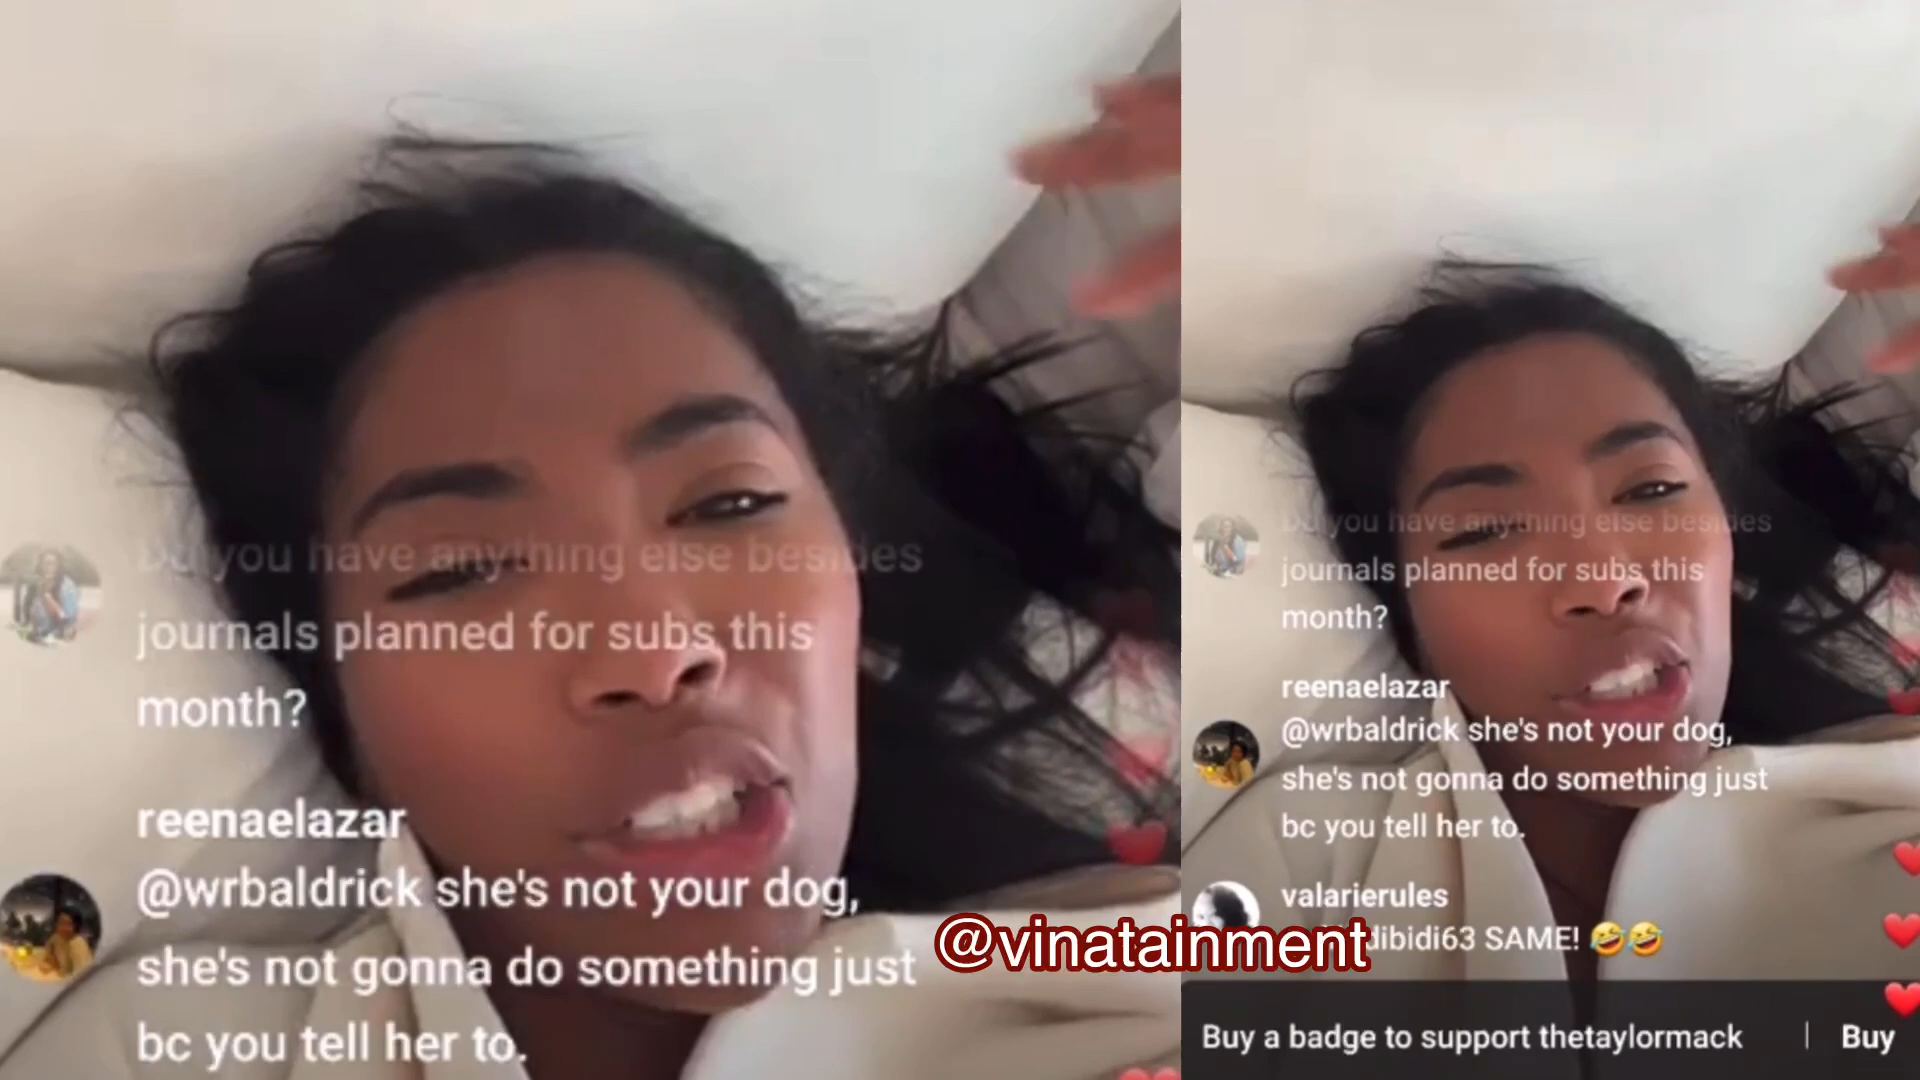 Do you have anything else besides
journals planned for subs this
month?
reenaelazar
@wrbaldrick she's not your dog,
she's not gonna do something just
bc you tell her to.
@vinatainment
Do you have anything else besides
journals planned for subs this
month?
reenaelazar
@wrbaldrick she's not your dog,
she's not gonna do something just
bc you tell her to.
valarierules
SAME! 🤣🤣
Buy a badge to support thetaylormack | Buy